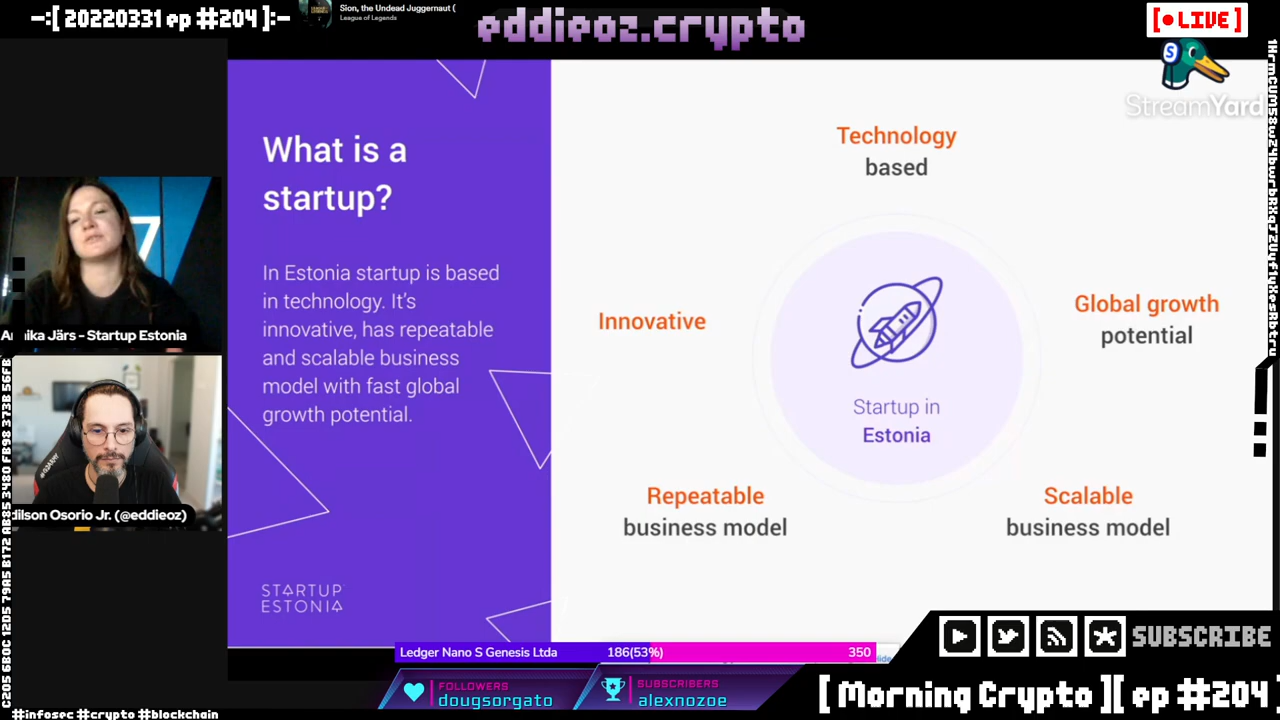 -:[ 20220331 ep #204 ]:-
Sion, the Undead Juggernaut (
League of Legends
eddieoz.crypto
[ • LIVE ]
StreamYard
What is a
startup?
In Estonia startup is based
in technology. It's
innovative, has repeatable
and scalable business
model with fast global
growth potential.
STARTUP
ESTONIA
Technology
based
Innovative
Global growth
potential
Startup in
Estonia
Repeatable
business model
Scalable
business model
ika Järs - Startup Estonia
dilson Osorio Jr. (@eddieoz)
Ledger Nano S Genesis Ltda
186(53%)
350
FOLLOWERS
dougsorgato
SUBSCRIBERS
alexnozoe
SUBSCRIBE
[ Morning Crypto ][ ep #204 ]
#infosec #crypto #blockchain